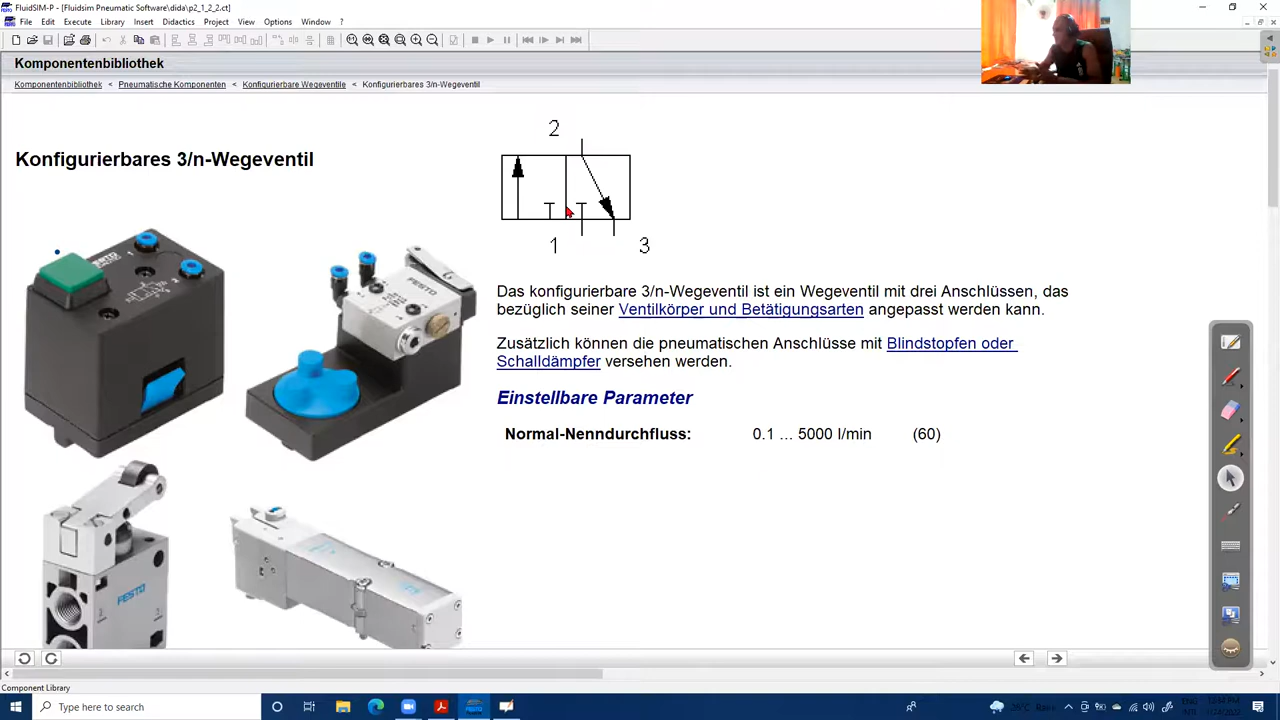 FluidSIM-P - [Fluidsim Pneumatic Software\dida\p2_1_2_2.ct]
File Edit Execute Library Insert Didactics Project View Options Window ?
Komponentenbibliothek
Komponentenbibliothek < Pneumatische Komponenten < Konfigurierbare Wegeventile < Konfigurierbares 3/n-Wegeventil
Konfigurierbares 3/n-Wegeventil
2
1 3
Das konfigurierbare 3/n-Wegeventil ist ein Wegeventil mit drei Anschlüssen, das
bezüglich seiner Ventilkörper und Betätigungsarten angepasst werden kann.
Zusätzlich können die pneumatischen Anschlüsse mit Blindstopfen oder
Schalldämpfer versehen werden.
Einstellbare Parameter
Normal-Nenndurchfluss: 0.1 ... 5000 l/min (60)
FESTO
FESTO
Component Library
Type here to search